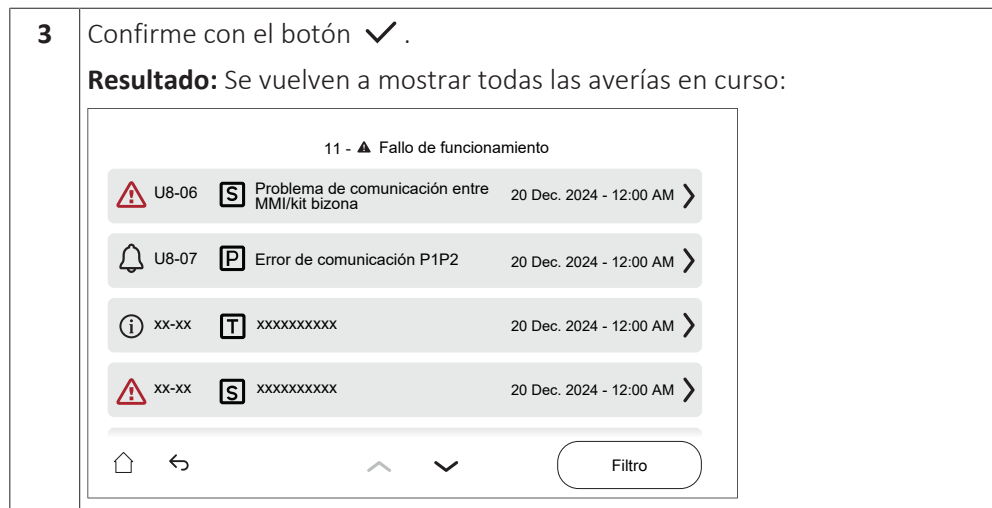 3
Confirme con el botón ✓ .
Resultado: Se vuelven a mostrar todas las averías en curso:
11 - ⚠ Fallo de funcionamiento
U8-06 S Problema de comunicación entre
MMI/kit bizona 20 Dec. 2024 - 12:00 AM
U8-07 P Error de comunicación P1P2 20 Dec. 2024 - 12:00 AM
xx-xx T xxxxxxxxxx 20 Dec. 2024 - 12:00 AM
xx-xx S xxxxxxxxxx 20 Dec. 2024 - 12:00 AM
Filtro